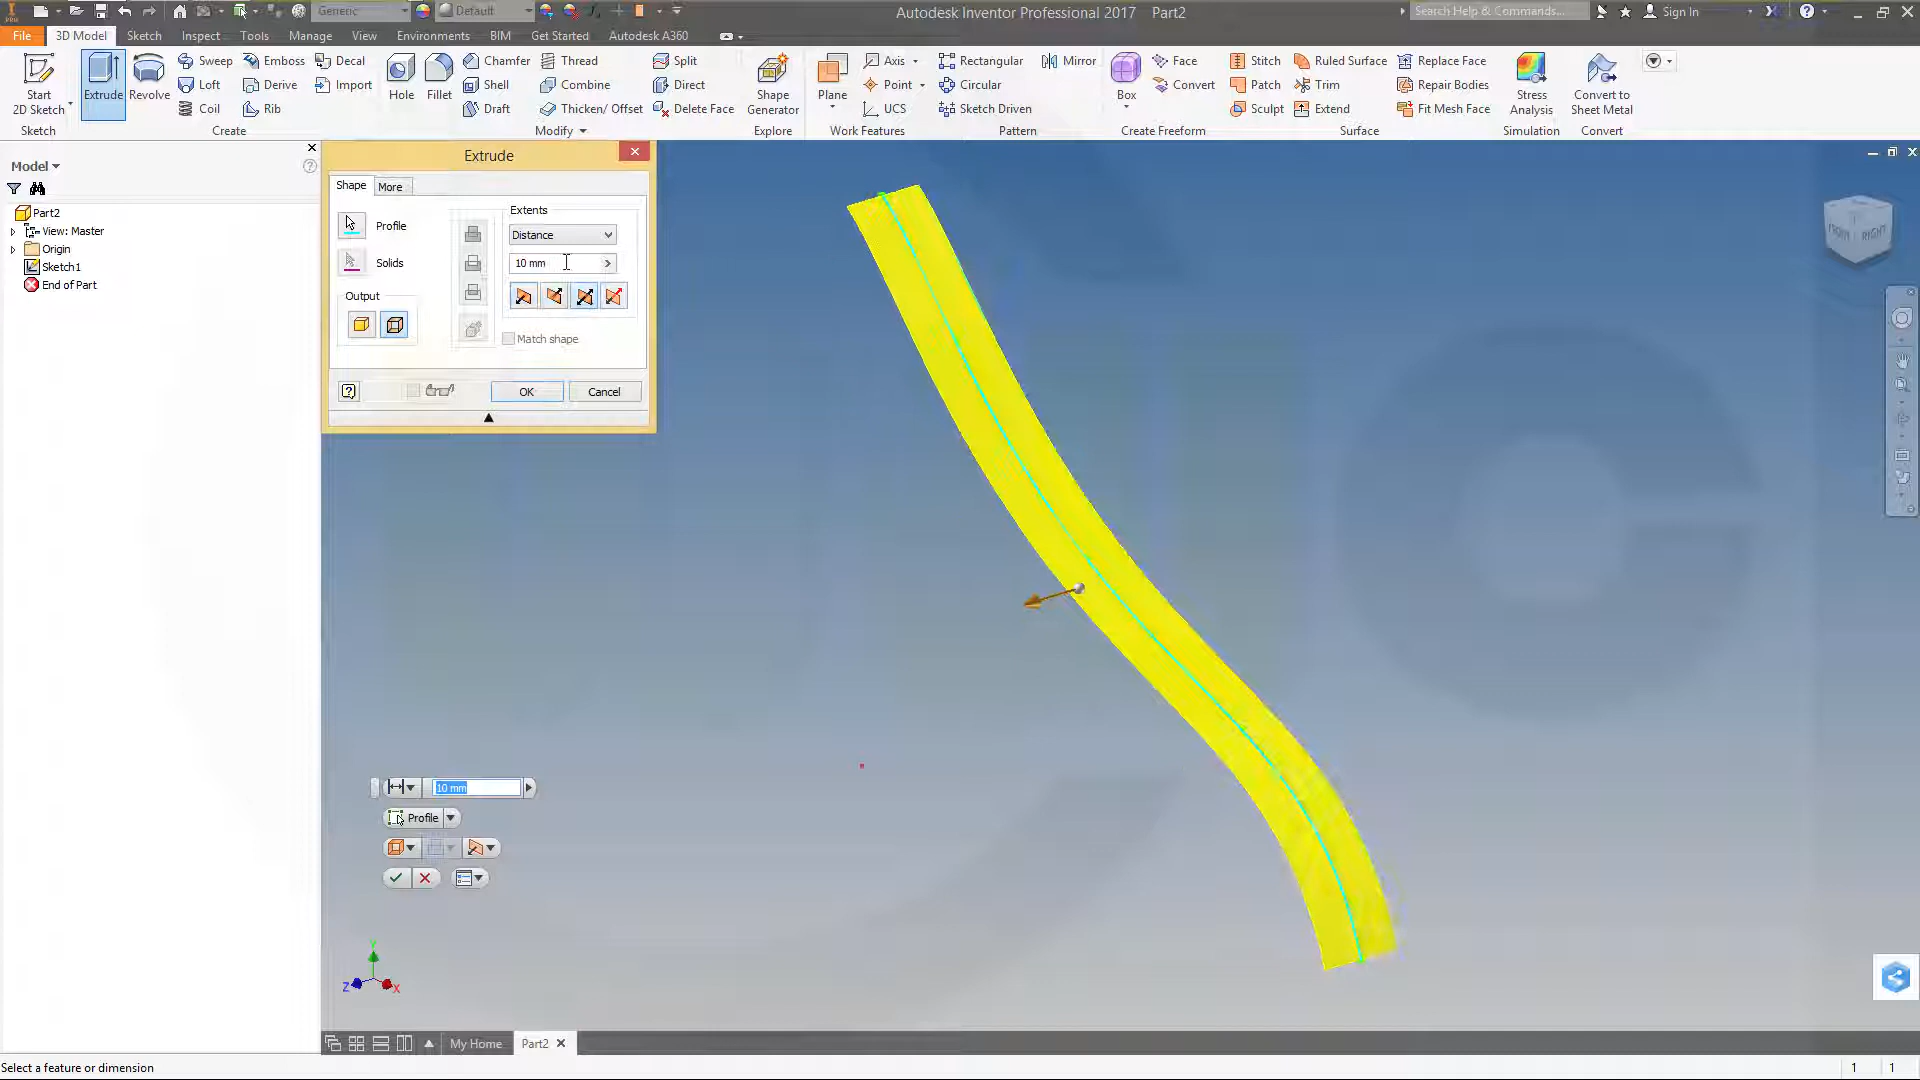 Generic Default Autodesk Inventor Professional 2017 Part2 Search Help & Commands... Sign In
File 3D Model Sketch Inspect Tools Manage View Environments BIM Get Started Autodesk A360
Start 2D Sketch
Sketch
Extrude Revolve
Sweep Emboss Decal
Loft Derive Import
Coil Rib
Create
Hole Fillet
Chamfer Thread Split
Shell Combine Direct
Draft Thicken/ Offset Delete Face
Modify
Shape Generator
Explore
Plane
Axis
Point
UCS
Work Features
Rectangular Mirror
Circular
Sketch Driven
Pattern
Box
Face
Convert
Create Freeform
Stitch Ruled Surface Replace Face
Patch Trim Repair Bodies
Sculpt Extend Fit Mesh Face
Surface
Stress Analysis
Simulation
Convert to Sheet Metal
Convert
Model
Part2
View: Master
Origin
Sketch1
End of Part
Extrude
Shape More
Profile
Solids
Output
Extents
Distance
10 mm
Match shape
OK Cancel
FRONT RIGHT
10 mm
Profile
Y
Z X
My Home Part2
Select a feature or dimension 1 1